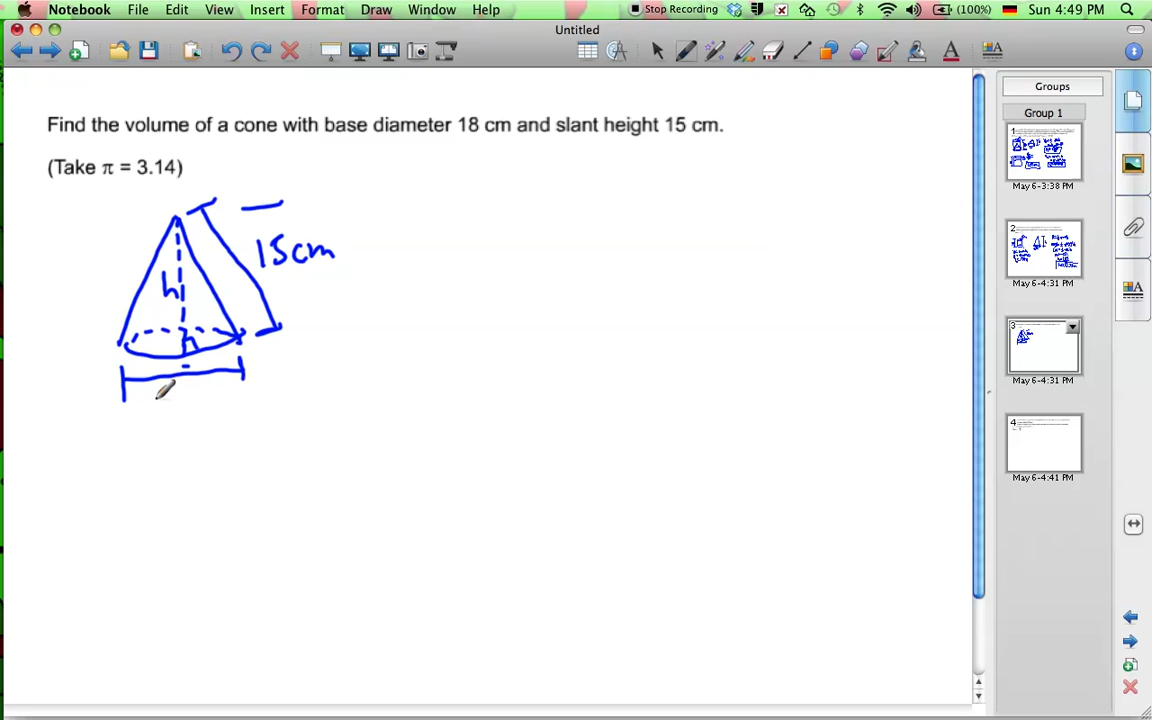 Notebook File Edit View Insert Format Draw Window Help Stop Recording (100%) Sun 4:49 PM
Untitled
Find the volume of a cone with base diameter 18 cm and slant height 15 cm.
(Take π = 3.14)
15cm
h
Groups
Group 1
May 6-3:38 PM
May 6-4:31 PM
May 6-4:31 PM
May 6-4:41 PM